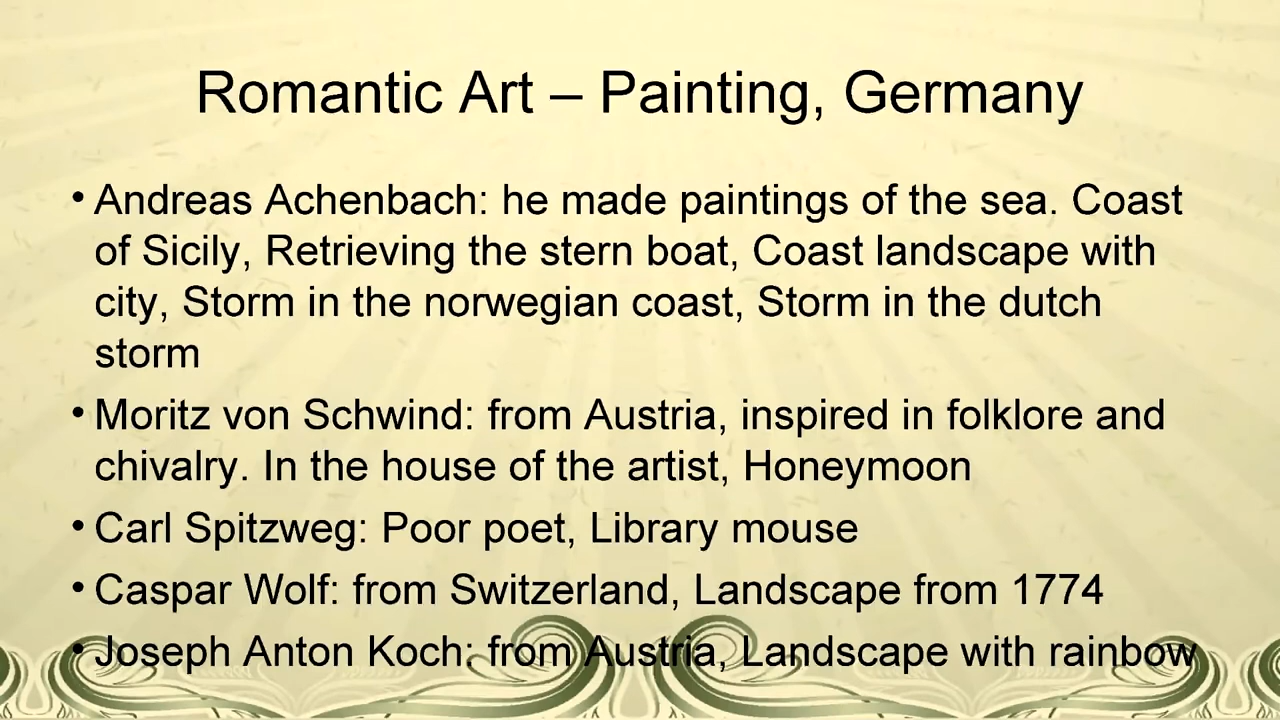 Romantic Art – Painting, Germany
• Andreas Achenbach: he made paintings of the sea. Coast
of Sicily, Retrieving the stern boat, Coast landscape with
city, Storm in the norwegian coast, Storm in the dutch
storm
• Moritz von Schwind: from Austria, inspired in folklore and
chivalry. In the house of the artist, Honeymoon
• Carl Spitzweg: Poor poet, Library mouse
• Caspar Wolf: from Switzerland, Landscape from 1774
• Joseph Anton Koch: from Austria, Landscape with rainbow